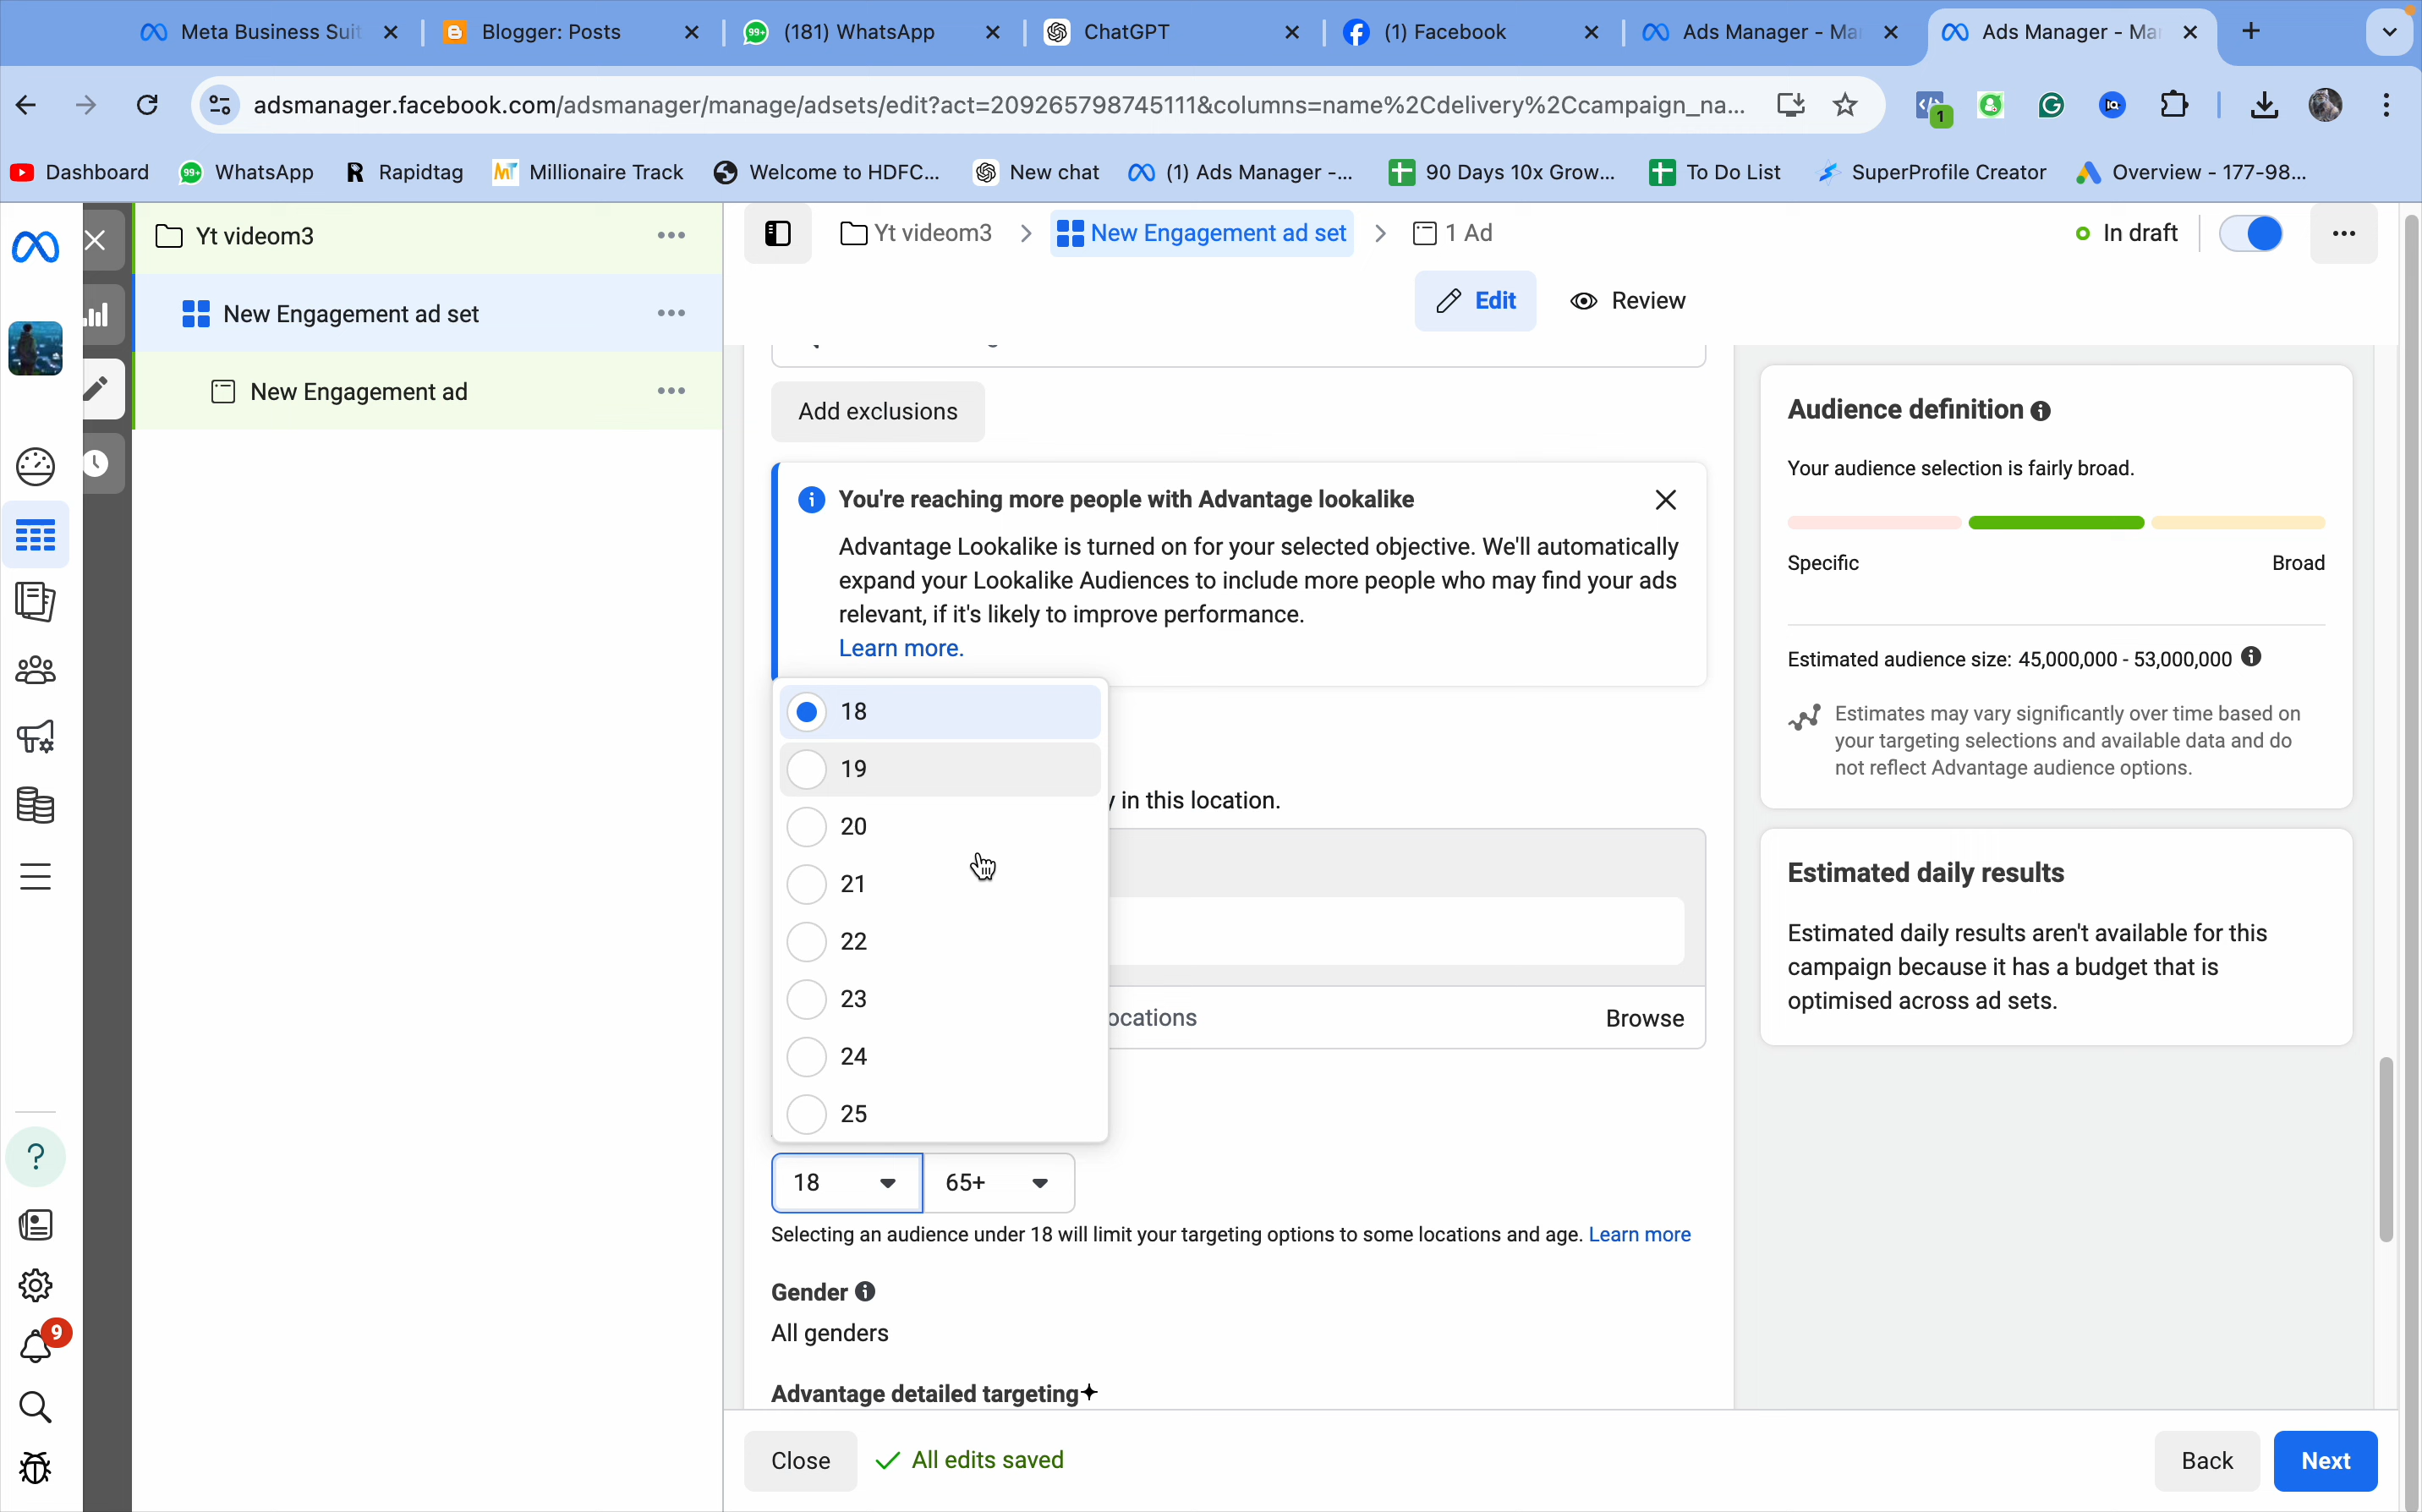 Meta Business Suit
Blogger: Posts
(181) WhatsApp
ChatGPT
(1) Facebook
Ads Manager - Ma
Ads Manager - Ma
adsmanager.facebook.com/adsmanager/manage/adsets/edit?act=209265798745111&columns=name%2Cdelivery%2Ccampaign_na...
1
Dashboard
99+
WhatsApp
Rapidtag
Millionaire Track
Welcome to HDFC...
New chat
(1) Ads Manager -...
90 Days 10x Grow...
To Do List
SuperProfile Creator
Overview - 177-98...
Yt videom3
New Engagement ad set
New Engagement ad
Yt videom3
New Engagement ad set
1 Ad
In draft
Edit
Review
Add exclusions
You're reaching more people with Advantage lookalike
Advantage Lookalike is turned on for your selected objective. We'll automatically
expand your Lookalike Audiences to include more people who may find your ads
relevant, if it's likely to improve performance.
Learn more.
18
19
20
21
22
23
24
25
in this location.
ocations
Browse
18
65+
Selecting an audience under 18 will limit your targeting options to some locations and age. Learn more
Gender
All genders
Advantage detailed targeting
Audience definition
Your audience selection is fairly broad.
Specific
Broad
Estimated audience size: 45,000,000 - 53,000,000
Estimates may vary significantly over time based on
your targeting selections and available data and do
not reflect Advantage audience options.
Estimated daily results
Estimated daily results aren't available for this
campaign because it has a budget that is
optimised across ad sets.
9
Close
All edits saved
Back
Next